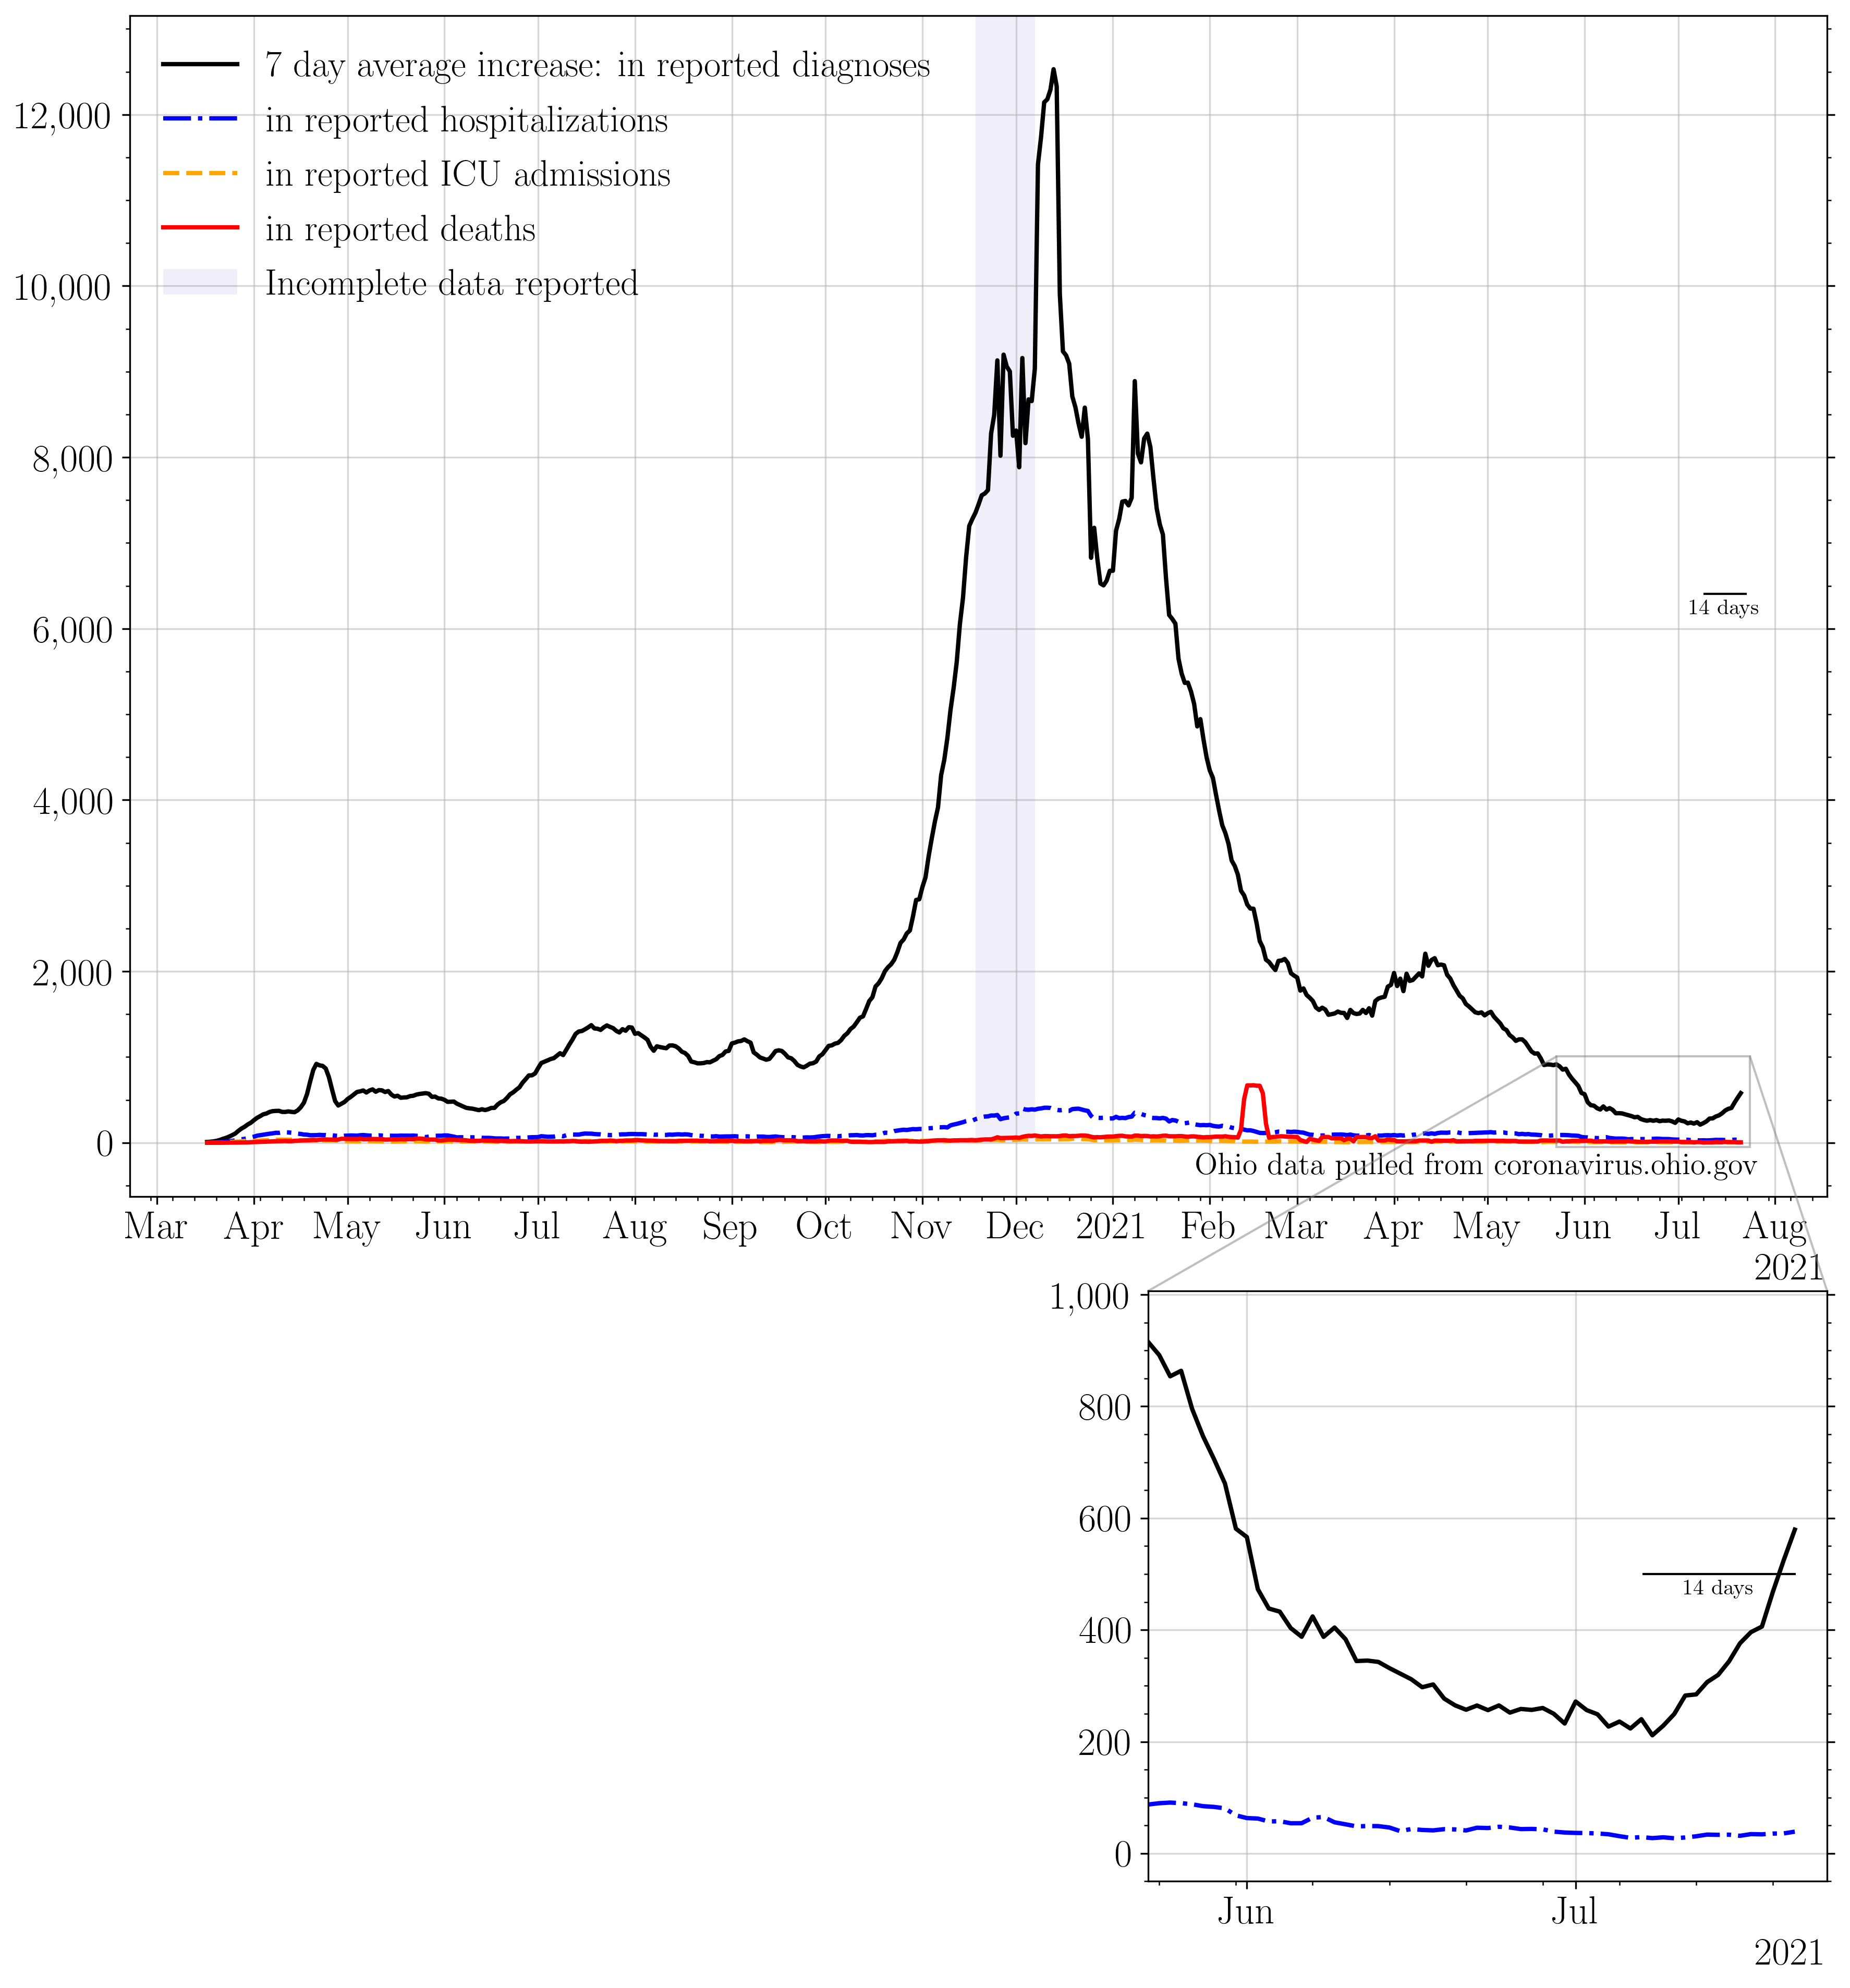 7 day average increase: in reported diagnoses
in reported hospitalizations
in reported ICU admissions
in reported deaths
Incomplete data reported
12,000
10,000
8,000
6,000
4,000
2,000
0
14 days
Ohio data pulled from coronavirus.ohio.gov
Mar Apr May Jun Jul Aug Sep Oct Nov Dec 2021 Feb Mar Apr May Jun Jul Aug
2021
1,000
800
600
400
200
0
14 days
Jun Jul
2021